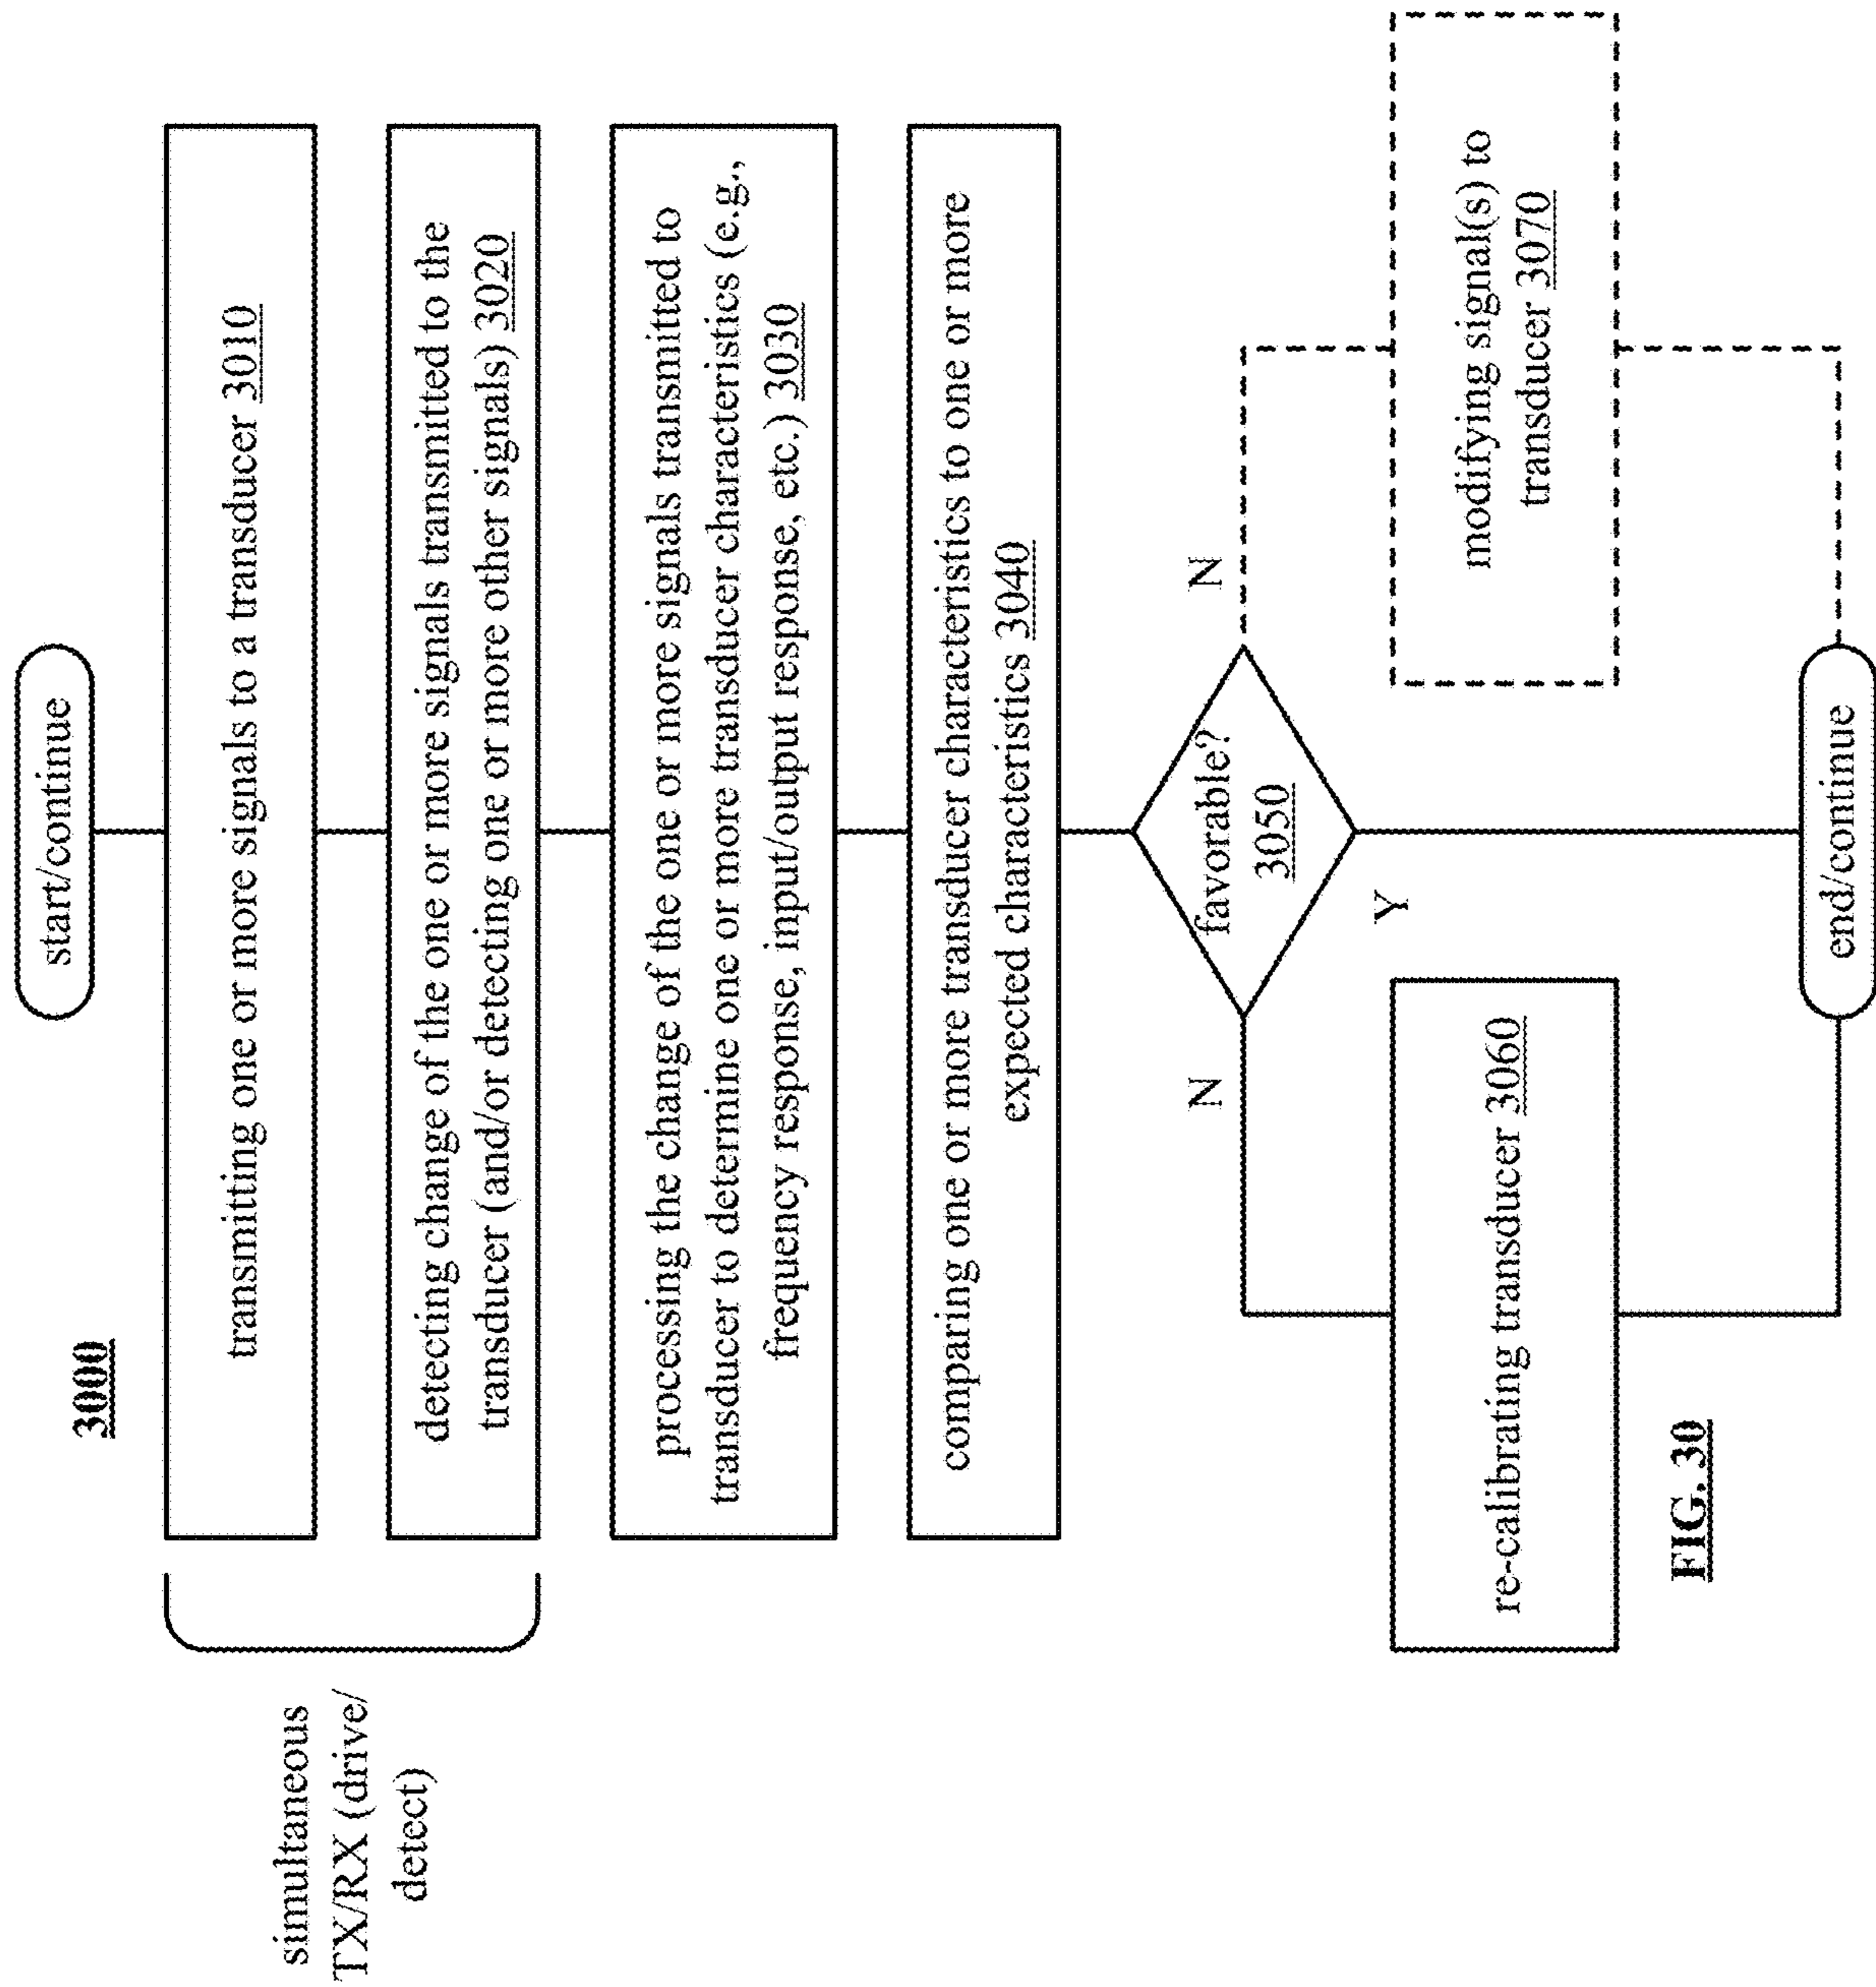 3000
start/continue
simultaneous
TX/RX (drive/
detect)
transmitting one or more signals to a transducer 3010
detecting change of the one or more signals transmitted to the
transducer (and/or detecting one or more other signals) 3020
processing the change of the one or more signals transmitted to
transducer to determine one or more transducer characteristics (e.g.,
frequency response, input/output response, etc.) 3030
comparing one or more transducer characteristics to one or more
expected characteristics 3040
favorable?
3050
N
N
Y
re-calibrating transducer 3060
modifying signal(s) to
transducer 3070
end/continue
FIG. 30